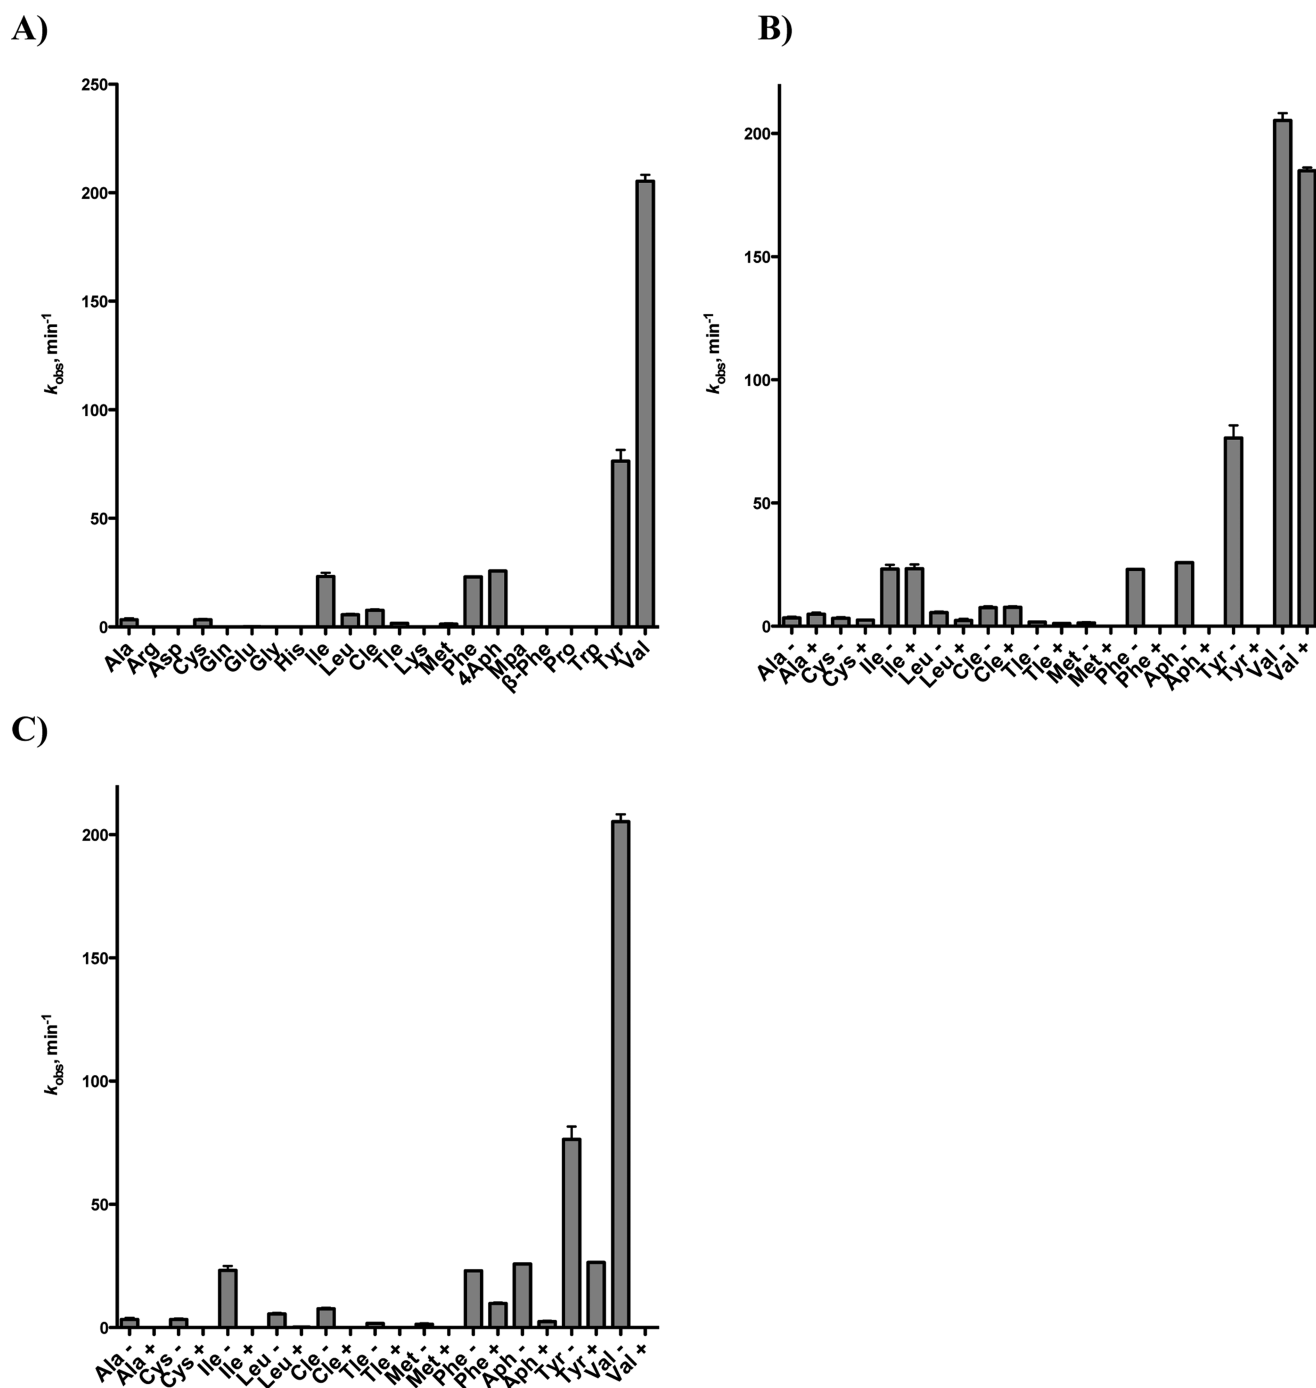 A)
250
200
150
100
50
0
kobs, min-1
Ala Arg Asp Cys Gln Glu Gly His Ile Leu Cle Tle Lys Met Phe 4Aph Mpa β-Phe Pro Trp Tyr Val
B)
200
150
100
50
0
kobs, min-1
Ala - Ala + Cys - Cys + Ile - Ile + Leu - Leu + Cle - Cle + Tle - Tle + Met - Met + Phe - Phe + Aph - Aph + Tyr - Tyr + Val - Val +
C)
200
150
100
50
0
kobs, min-1
Ala - Ala + Cys - Cys + Ile - Ile + Leu - Leu + Cle - Cle + Tle - Tle + Met - Met + Phe - Phe + Aph - Aph + Tyr - Tyr + Val - Val +